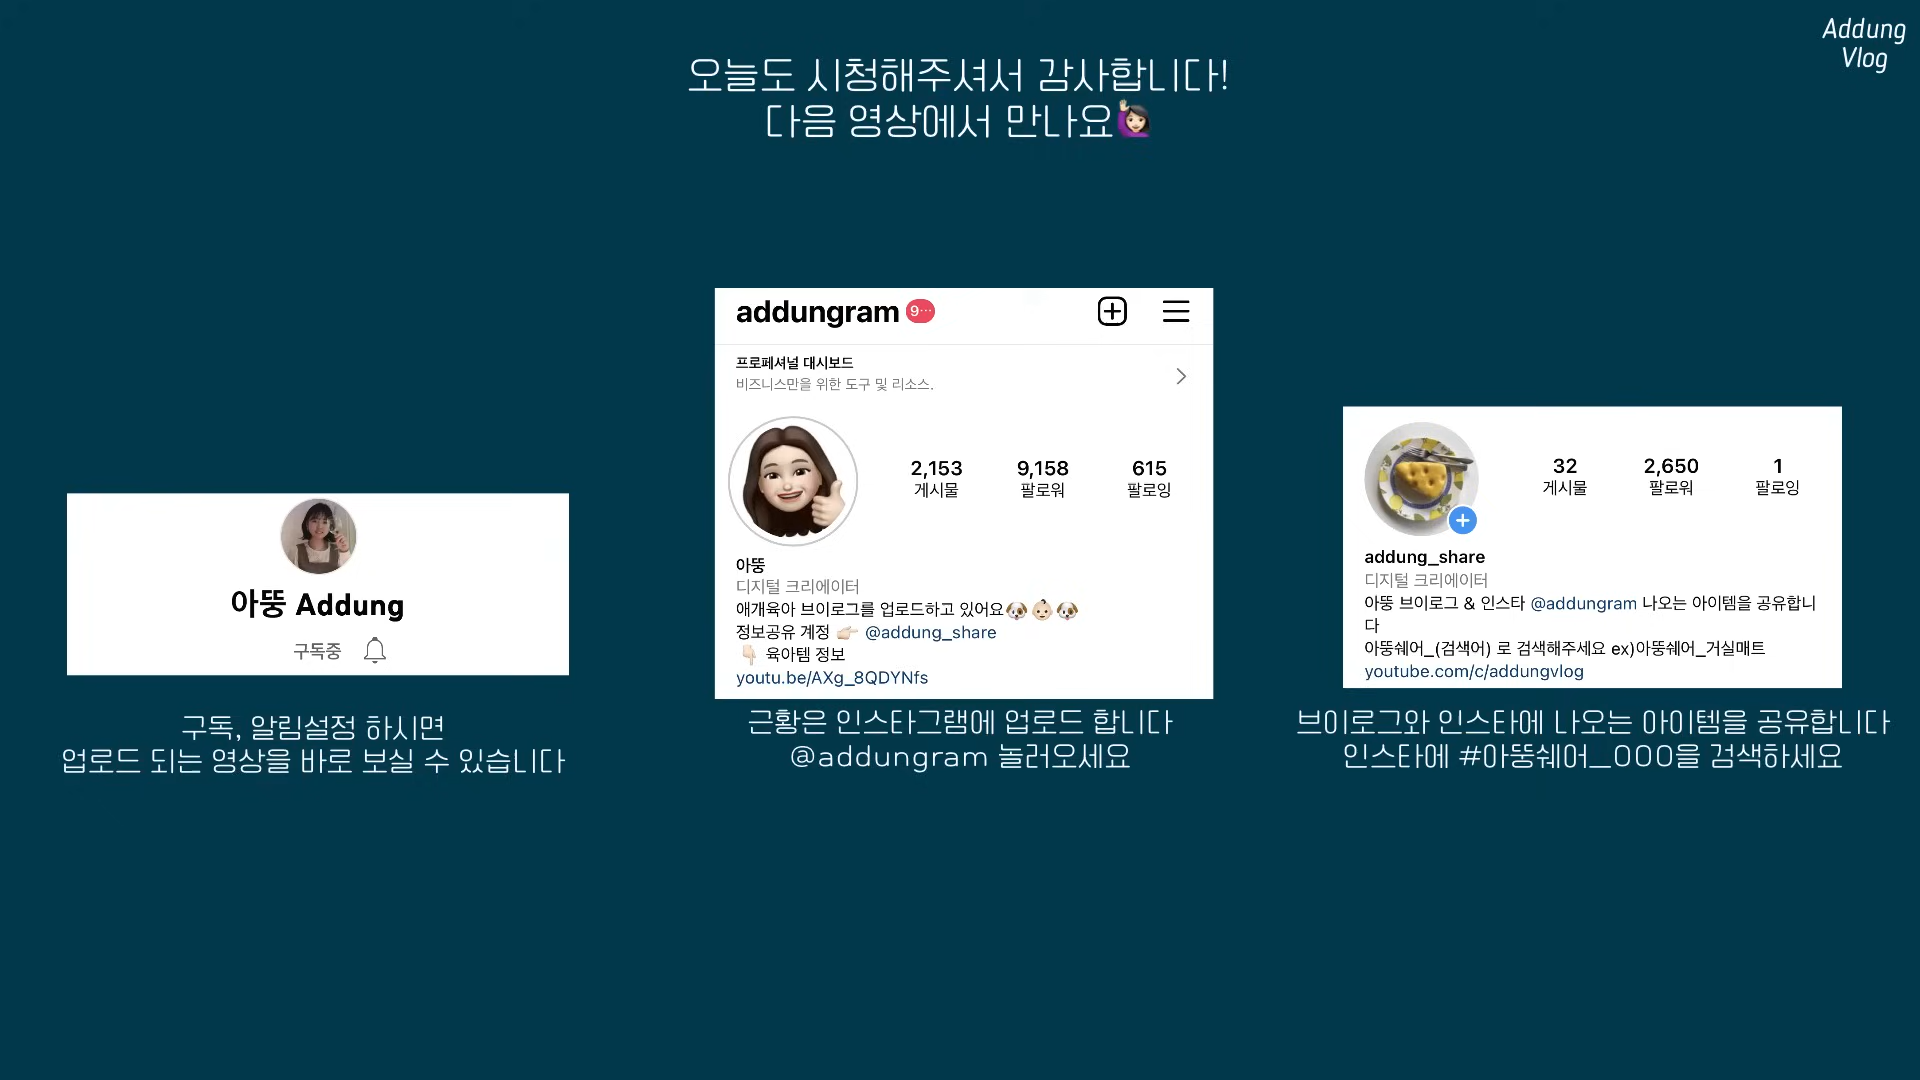 Addung
Vlog
오늘도 시청해주셔서 감사합니다!
다음 영상에서 만나요🙋🏻‍♀️
아뚱 Addung
구독중
구독, 알림설정 하시면
업로드 되는 영상을 바로 보실 수 있습니다
addungram 9···
프로페셔널 대시보드
비즈니스만을 위한 도구 및 리소스.
2,153 9,158 615
게시물 팔로워 팔로잉
아뚱
디지털 크리에이터
애개육아 브이로그를 업로드하고 있어요🐶👶🏻🐶
정보공유 계정 👉🏻 @addung_share
👇🏻 육아템 정보
youtu.be/AXg_8QDYNfs
근황은 인스타그램에 업로드 합니다
@addungram 놀러오세요
32 2,650 1
게시물 팔로워 팔로잉
addung_share
디지털 크리에이터
아뚱 브이로그 & 인스타 @addungram 나오는 아이템을 공유합니
다
아뚱쉐어_(검색어) 로 검색해주세요 ex)아뚱쉐어_거실매트
youtube.com/c/addungvlog
브이로그와 인스타에 나오는 아이템을 공유합니다
인스타에 #아뚱쉐어_OOO을 검색하세요